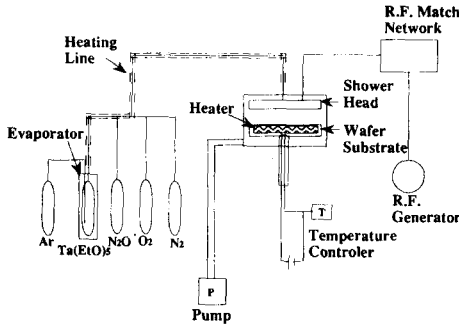 R.F. Match
Network
Heating
Line
Shower
Head
Heater
Wafer
Substrate
Evaporator
R.F.
Generator
T
Temperature
Controler
Ar
Ta(EtO)5
N2O
O2
N2
P
Pump